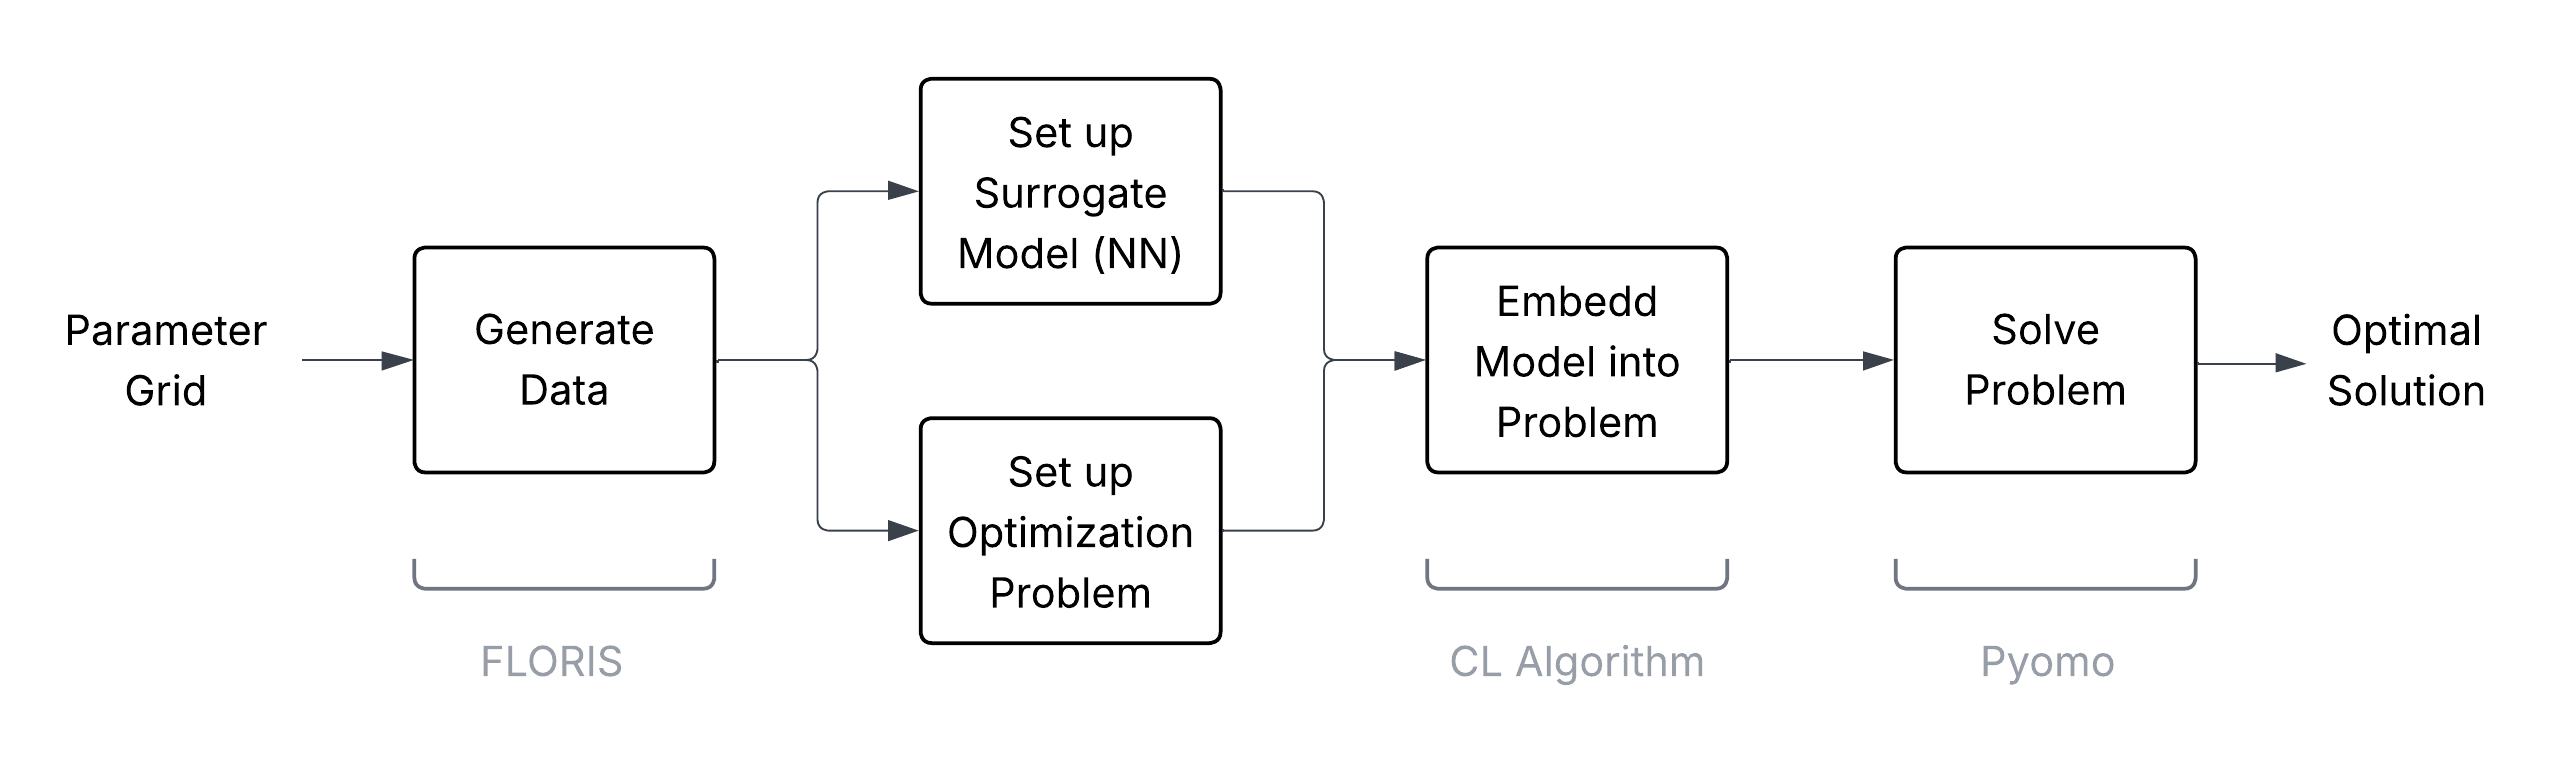 Parameter
Grid
Generate
Data
Set up
Surrogate
Model (NN)
Set up
Optimization
Problem
Embedd
Model into
Problem
Solve
Problem
Optimal
Solution
FLORIS
CL Algorithm
Pyomo